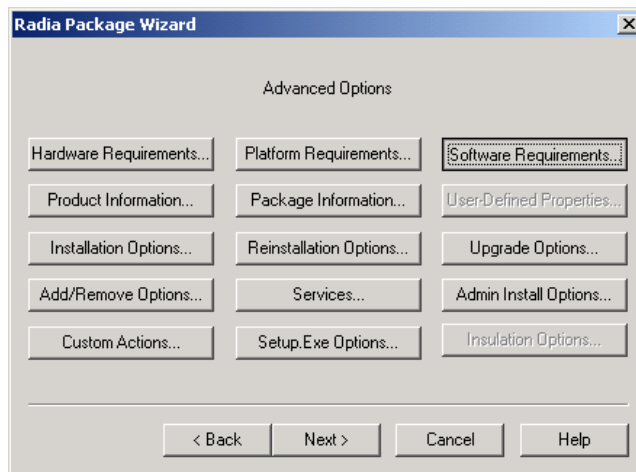 Radia Package Wizard
Advanced Options
Hardware Requirements... Platform Requirements... Software Requirements...
Product Information... Package Information... User-Defined Properties...
Installation Options... Reinstallation Options... Upgrade Options...
Add/Remove Options... Services... Admin Install Options...
Custom Actions... Setup.Exe Options... Insulation Options...
< Back Next > Cancel Help